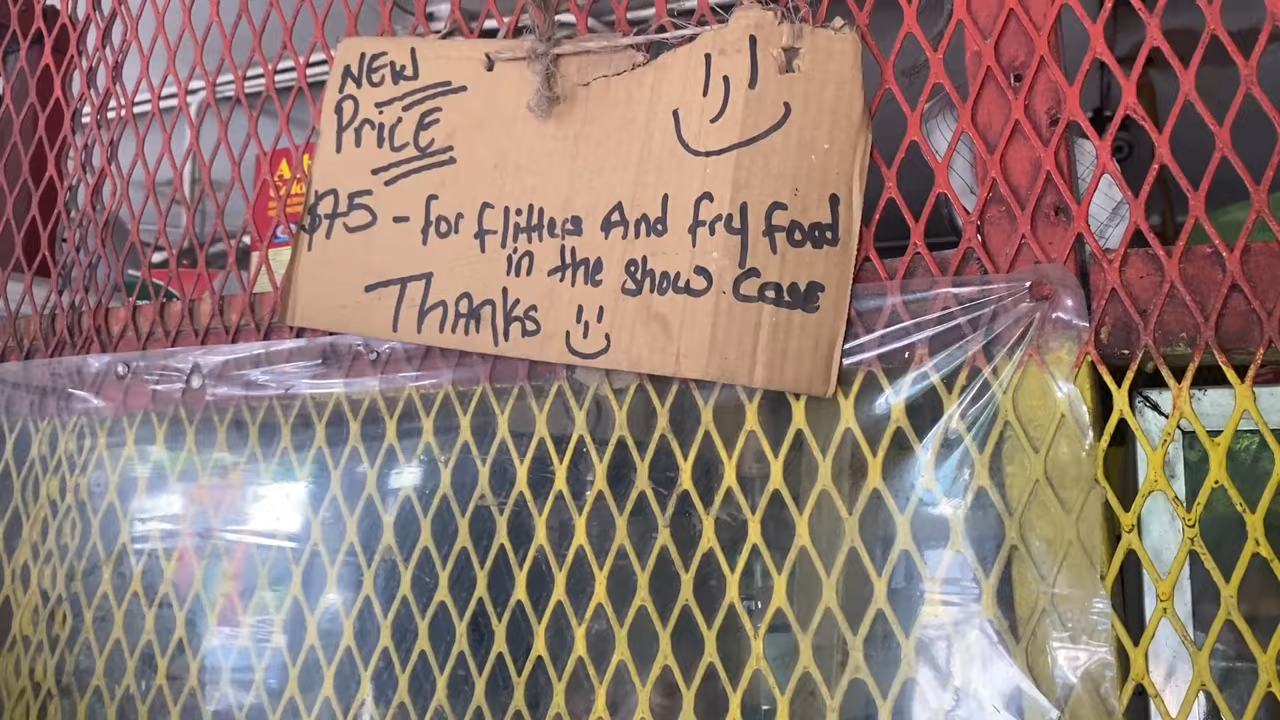 NEW
PricE
$75 - for flitters And fry food
in the show case
THANKS